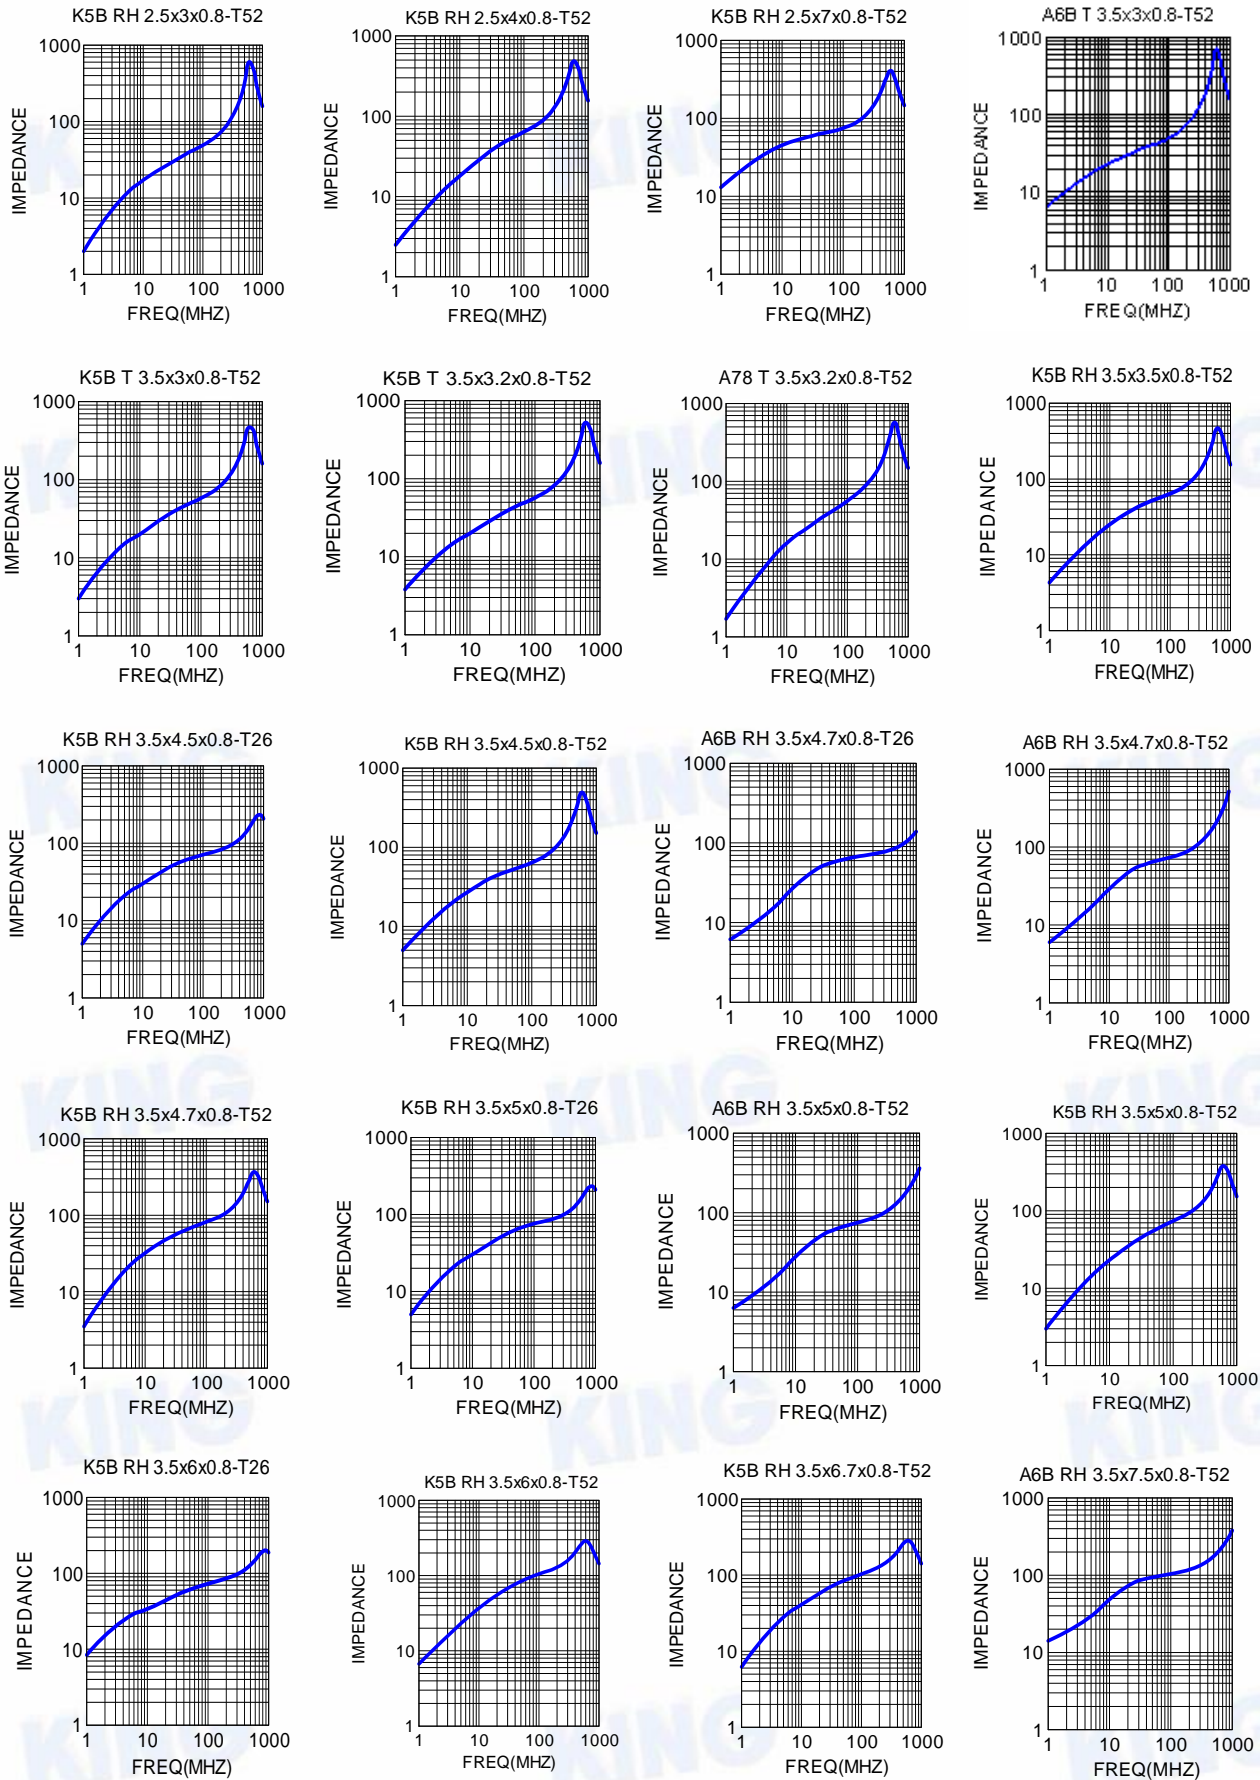 K5B RH 2.5x3x0.8-T52
1000
100
10
1
IMPEDANCE
1 10 100 1000
FREQ(MHZ)
K5B RH 2.5x4x0.8-T52
1000
100
10
1
IMPEDANCE
1 10 100 1000
FREQ(MHZ)
K5B RH 2.5x7x0.8-T52
1000
100
10
1
IMPEDANCE
1 10 100 1000
FREQ(MHZ)
A6B T 3.5x3x0.8-T52
1000
100
10
1
IMPEDANCE
1 10 100 1000
FREQ(MHZ)
K5B T 3.5x3x0.8-T52
1000
100
10
1
IMPEDANCE
1 10 100 1000
FREQ(MHZ)
K5B T 3.5x3.2x0.8-T52
1000
100
10
1
IMPEDANCE
1 10 100 1000
FREQ(MHZ)
A78 T 3.5x3.2x0.8-T52
1000
100
10
1
IMPEDANCE
1 10 100 1000
FREQ(MHZ)
K5B RH 3.5x3.5x0.8-T52
1000
100
10
1
IMPEDANCE
1 10 100 1000
FREQ(MHZ)
K5B RH 3.5x4.5x0.8-T26
1000
100
10
1
IMPEDANCE
1 10 100 1000
FREQ(MHZ)
K5B RH 3.5x4.5x0.8-T52
1000
100
10
1
IMPEDANCE
1 10 100 1000
FREQ(MHZ)
A6B RH 3.5x4.7x0.8-T26
1000
100
10
1
IMPEDANCE
1 10 100 1000
FREQ(MHZ)
A6B RH 3.5x4.7x0.8-T52
1000
100
10
1
IMPEDANCE
1 10 100 1000
FREQ(MHZ)
K5B RH 3.5x4.7x0.8-T52
1000
100
10
1
IMPEDANCE
1 10 100 1000
FREQ(MHZ)
K5B RH 3.5x5x0.8-T26
1000
100
10
1
IMPEDANCE
1 10 100 1000
FREQ(MHZ)
A6B RH 3.5x5x0.8-T52
1000
100
10
1
IMPEDANCE
1 10 100 1000
FREQ(MHZ)
K5B RH 3.5x5x0.8-T52
1000
100
10
1
IMPEDANCE
1 10 100 1000
FREQ(MHZ)
K5B RH 3.5x6x0.8-T26
1000
100
10
1
IMPEDANCE
1 10 100 1000
FREQ(MHZ)
K5B RH 3.5x6x0.8-T52
1000
100
10
1
IMPEDANCE
1 10 100 1000
FREQ(MHZ)
K5B RH 3.5x6.7x0.8-T52
1000
100
10
1
IMPEDANCE
1 10 100 1000
FREQ(MHZ)
A6B RH 3.5x7.5x0.8-T52
1000
100
10
1
IMPEDANCE
1 10 100 1000
FREQ(MHZ)
KING